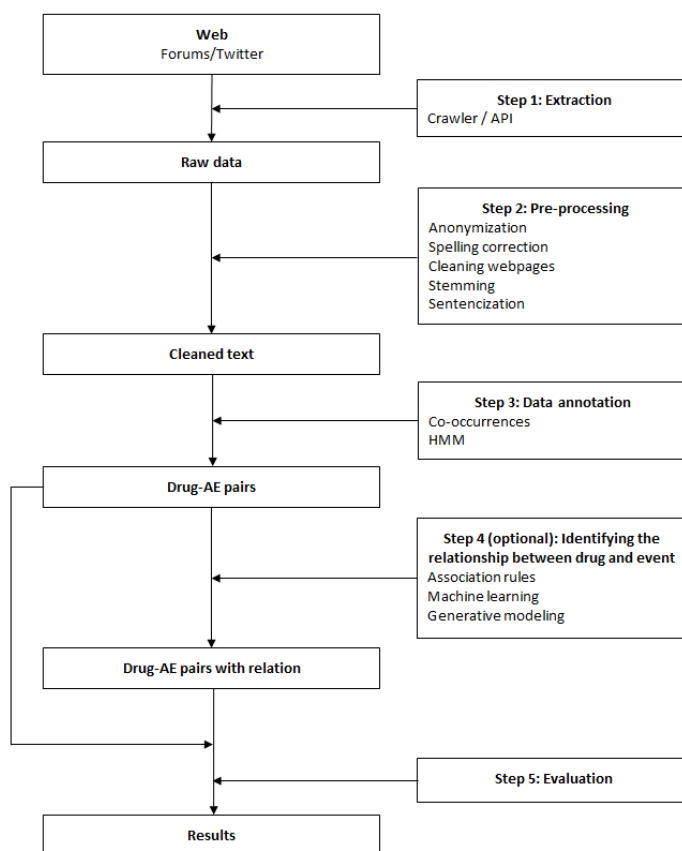 Web
Forums/Twitter
Step 1: Extraction
Crawler / API
Raw data
Step 2: Pre-processing
Anonymization
Spelling correction
Cleaning webpages
Stemming
Sentencization
Cleaned text
Step 3: Data annotation
Co-occurrences
HMM
Drug-AE pairs
Step 4 (optional): Identifying the
relationship between drug and event
Association rules
Machine learning
Generative modeling
Drug-AE pairs with relation
Step 5: Evaluation
Results